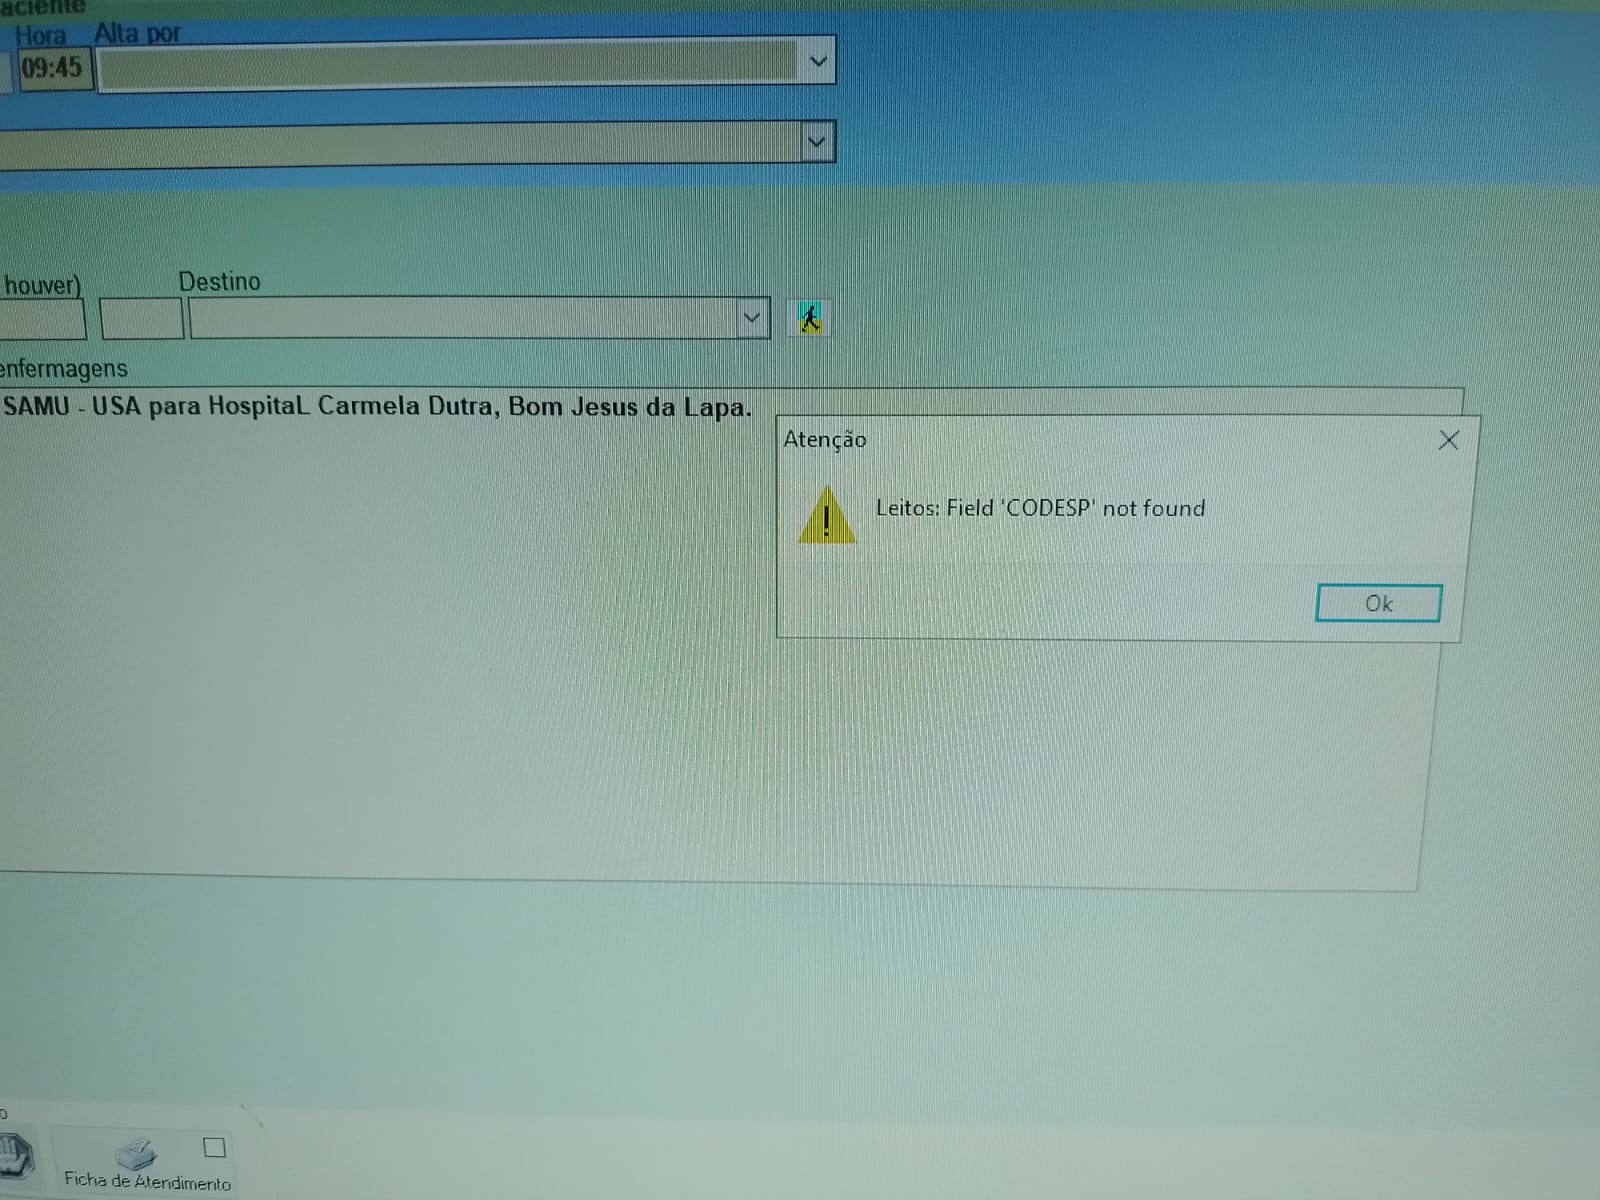 aciente
Hora Alta por
09:45
houver) Destino
enfermagens
SAMU - USA para HospitaL Carmela Dutra, Bom Jesus da Lapa.
Atenção
Leitos: Field 'CODESP' not found
Ok
o
Ficha de Atendimento